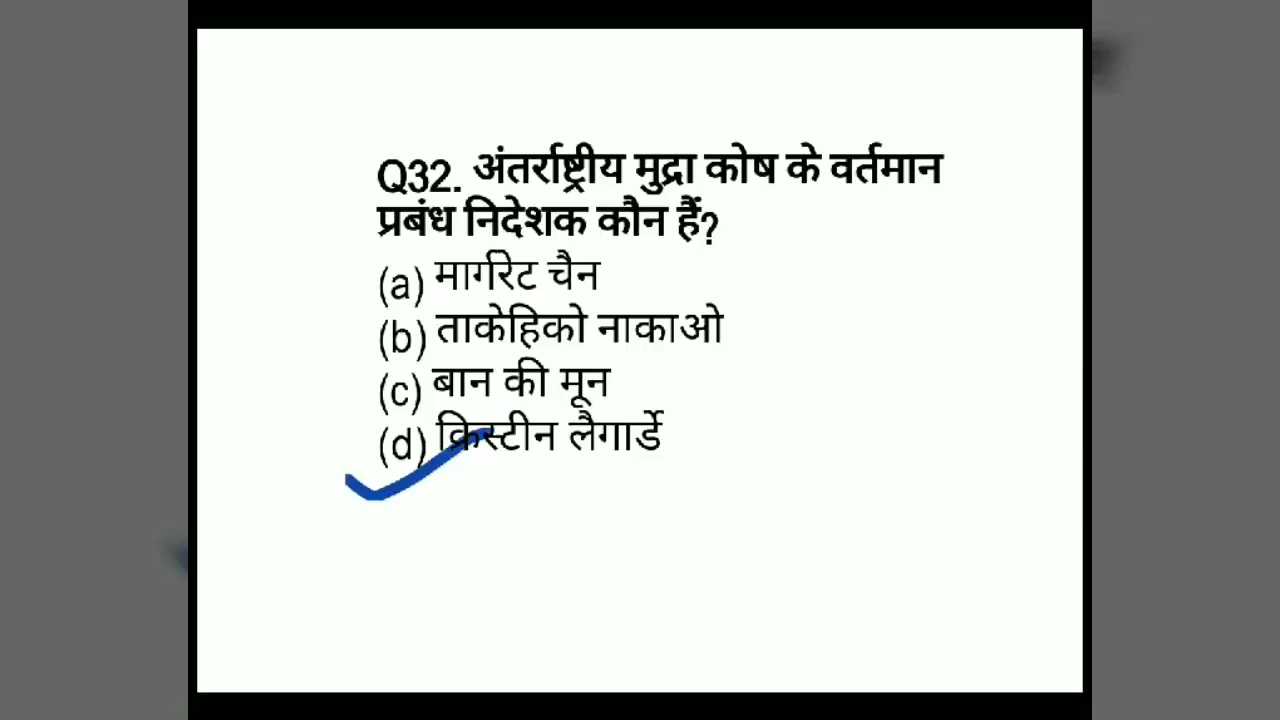 Q32. अंतर्राष्ट्रीय मुद्रा कोष के वर्तमान
प्रबंध निदेशक कौन हैं?
(a) मार्गरेट चैन
(b) ताकेहिको नाकाओ
(c) बान की मून
(d) क्रिस्टीन लैगार्डे